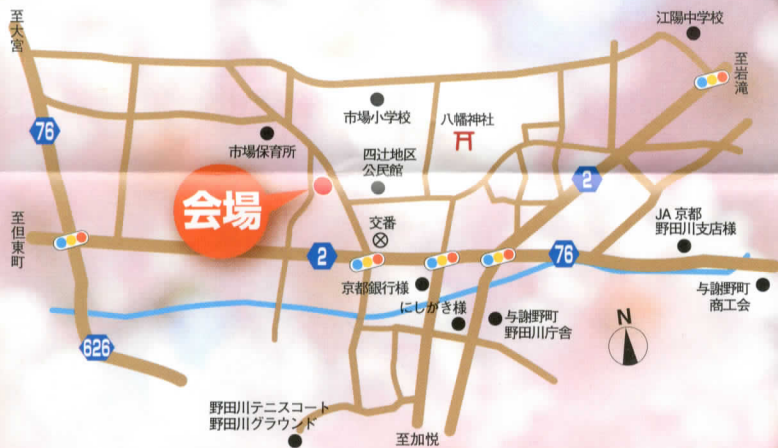 至大宮
江陽中学校
至岩滝
市場小学校
八幡神社
76
市場保育所
四辻地区
公民館
2
会場
至但東町
交番
JA 京都
野田川支店様
2
76
京都銀行様
にしがき様
与謝野町
野田川庁舎
与謝野町
商工会
N
626
野田川テニスコート
野田川グラウンド
至加悦